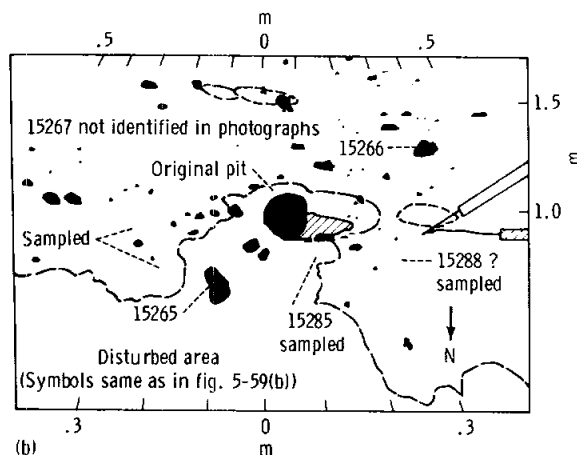 m
.5 0 .5
1.5
15267 not identified in photographs
15266
Original pit
m
1.0
Sampled
15288 ?
sampled
15265
15285
sampled
Disturbed area
N
(Symbols same as in fig. 5-59(b))
(b)
.3 0 .3
m